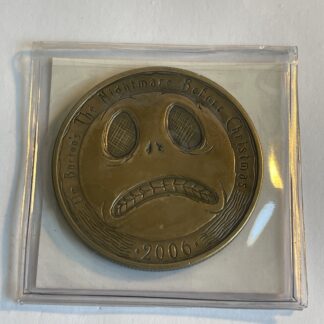 Tim Burton's The Nightmare Before Christmas
·2006·